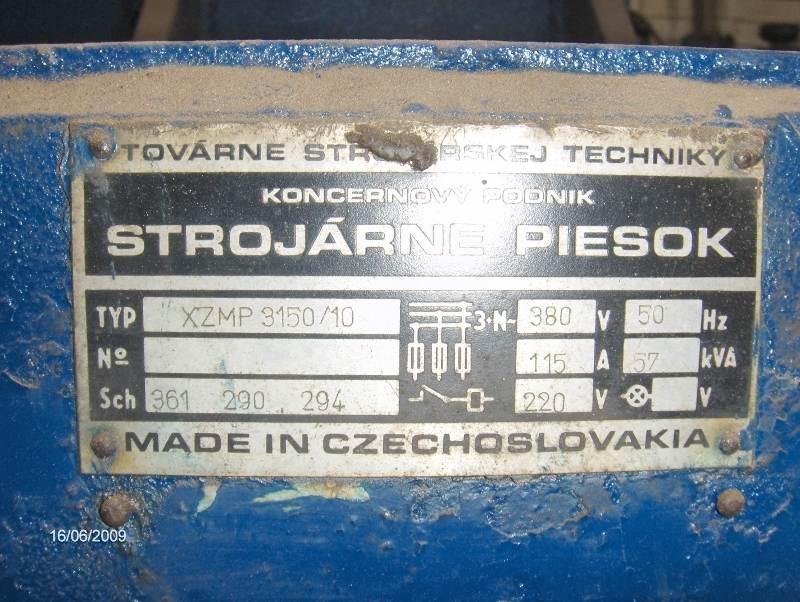 TOVÁRNE TECHNIKY
KONCERNOVÝ PODNIK
STROJÁRNE PIESOK
TYP XZMP 3150/10 3·N~ 380 V 50 Hz
Nº 115 A 57 kVA
Sch 361 290 294 220 V V
MADE IN CZECHOSLOVAKIA
16/06/2009